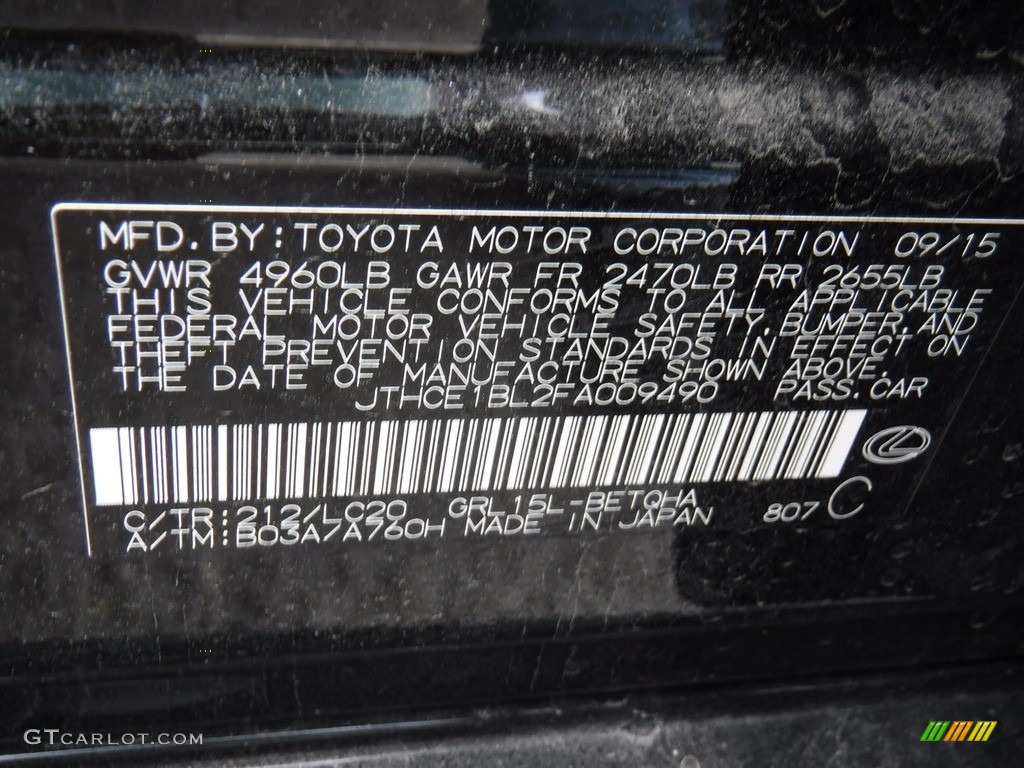 MFD. BY: TOYOTA MOTOR CORPORATION 09/15
GVWR 4960LB GAWR FR 2470LB RR 2655LB
THIS VEHICLE CONFORMS TO ALL APPLICABLE
FEDERAL MOTOR VEHICLE SAFETY, BUMPER, AND
THEFT PREVENTION STANDARDS IN EFFECT ON
THE DATE OF MANUFACTURE SHOWN ABOVE.
JTHCE1BL2FA009490 PASS. CAR
C/TR: 212/LC20 GRL15L-BETQHA
A/TM: B03A/A760H MADE IN JAPAN 807 C
GTCARLOT.COM